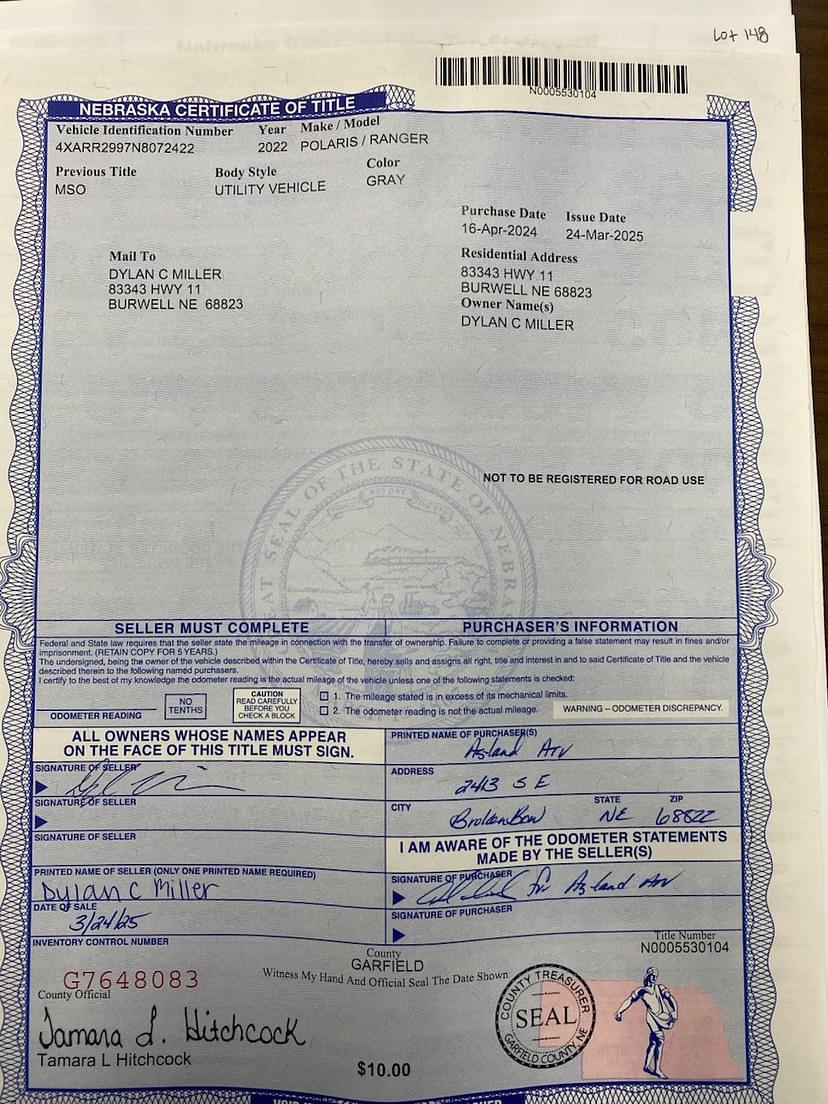 Lot 148
N0005530104
NEBRASKA CERTIFICATE OF TITLE
Vehicle Identification Number Year Make / Model
4XARR2997N8072422 2022 POLARIS / RANGER
Previous Title Body Style Color
MSO UTILITY VEHICLE GRAY
Purchase Date Issue Date
16-Apr-2024 24-Mar-2025
Mail To
DYLAN C MILLER
83343 HWY 11
BURWELL NE 68823
Residential Address
83343 HWY 11
BURWELL NE 68823
Owner Name(s)
DYLAN C MILLER
NOT TO BE REGISTERED FOR ROAD USE
SEAL OF THE STATE OF
SELLER MUST COMPLETE PURCHASER'S INFORMATION
Federal and State law requires that the seller state the mileage in connection with the transfer of ownership. Failure to complete or providing a false statement may result in fines and/or
imprisonment. (RETAIN COPY FOR 5 YEARS.)
The undersigned, being the owner of the vehicle described within the Certificate of Title, hereby sells and assigns all right, title and interest in and to said Certificate of Title and the vehicle
described therein to the following named purchasers.
I certify to the best of my knowledge the odometer reading is the actual mileage of the vehicle unless one of the following statements is checked:
ODOMETER READING
NO
TENTHS
CAUTION
READ CAREFULLY
BEFORE YOU
CHECK A BLOCK
1. The mileage stated is in excess of its mechanical limits.
2. The odometer reading is not the actual mileage.
WARNING – ODOMETER DISCREPANCY.
ALL OWNERS WHOSE NAMES APPEAR
ON THE FACE OF THIS TITLE MUST SIGN.
SIGNATURE OF SELLER
SIGNATURE OF SELLER
SIGNATURE OF SELLER
PRINTED NAME OF SELLER (ONLY ONE PRINTED NAME REQUIRED)
Dylan C Miller
DATE OF SALE
3/24/25
PRINTED NAME OF PURCHASER(S)
Asland ATV
ADDRESS
2413 S E
CITY STATE ZIP
Broken Bow NE 68822
I AM AWARE OF THE ODOMETER STATEMENTS
MADE BY THE SELLER(S)
SIGNATURE OF PURCHASER
for Asland ATV
SIGNATURE OF PURCHASER
INVENTORY CONTROL NUMBER
G7648083
County
GARFIELD
Witness My Hand And Official Seal The Date Shown
Title Number
N0005530104
County Official
Tamara L. Hitchcock
Tamara L Hitchcock
$10.00
COUNTY TREASURER
SEAL
GARFIELD COUNTY, NE